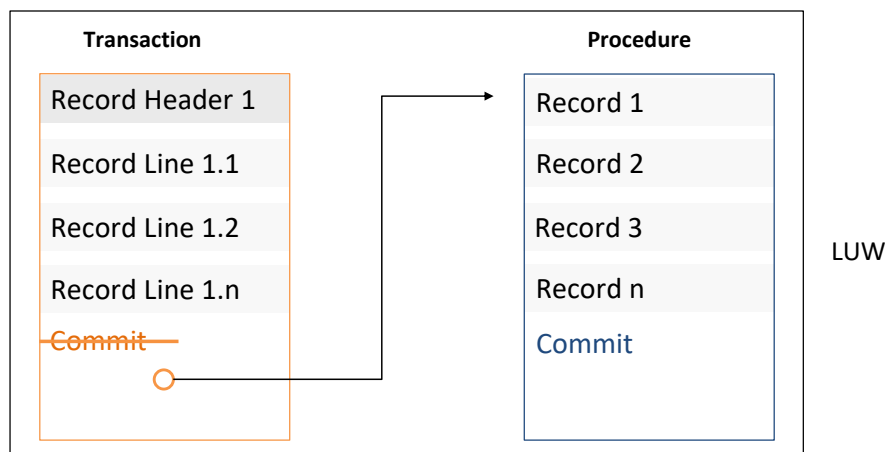 Transaction
Record Header 1
Record Line 1.1
Record Line 1.2
Record Line 1.n
Commit
Procedure
Record 1
Record 2
Record 3
Record n
Commit
LUW